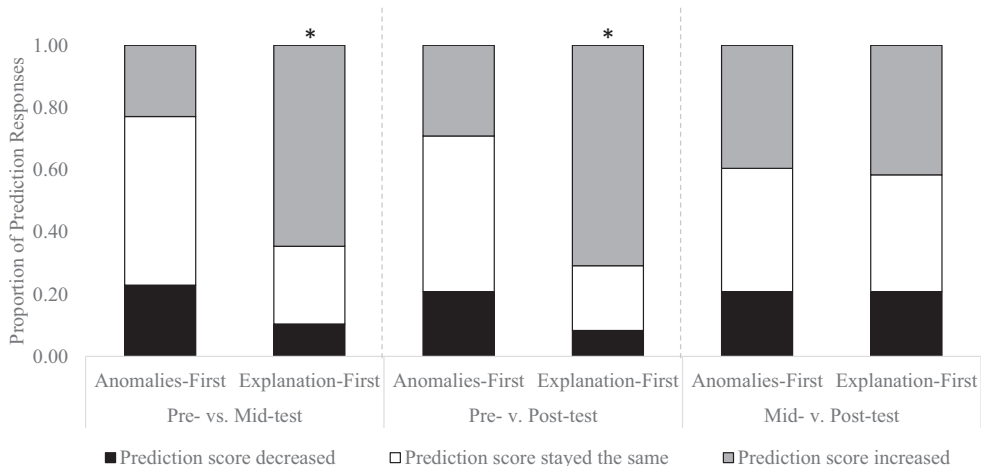 * *
1.00
0.80
0.60
0.40
0.20
0.00
Proportion of Prediction Responses
Anomalies-First Explanation-First Anomalies-First Explanation-First Anomalies-First Explanation-First
Pre- vs. Mid-test Pre- v. Post-test Mid- v. Post-test
Prediction score decreased Prediction score stayed the same Prediction score increased